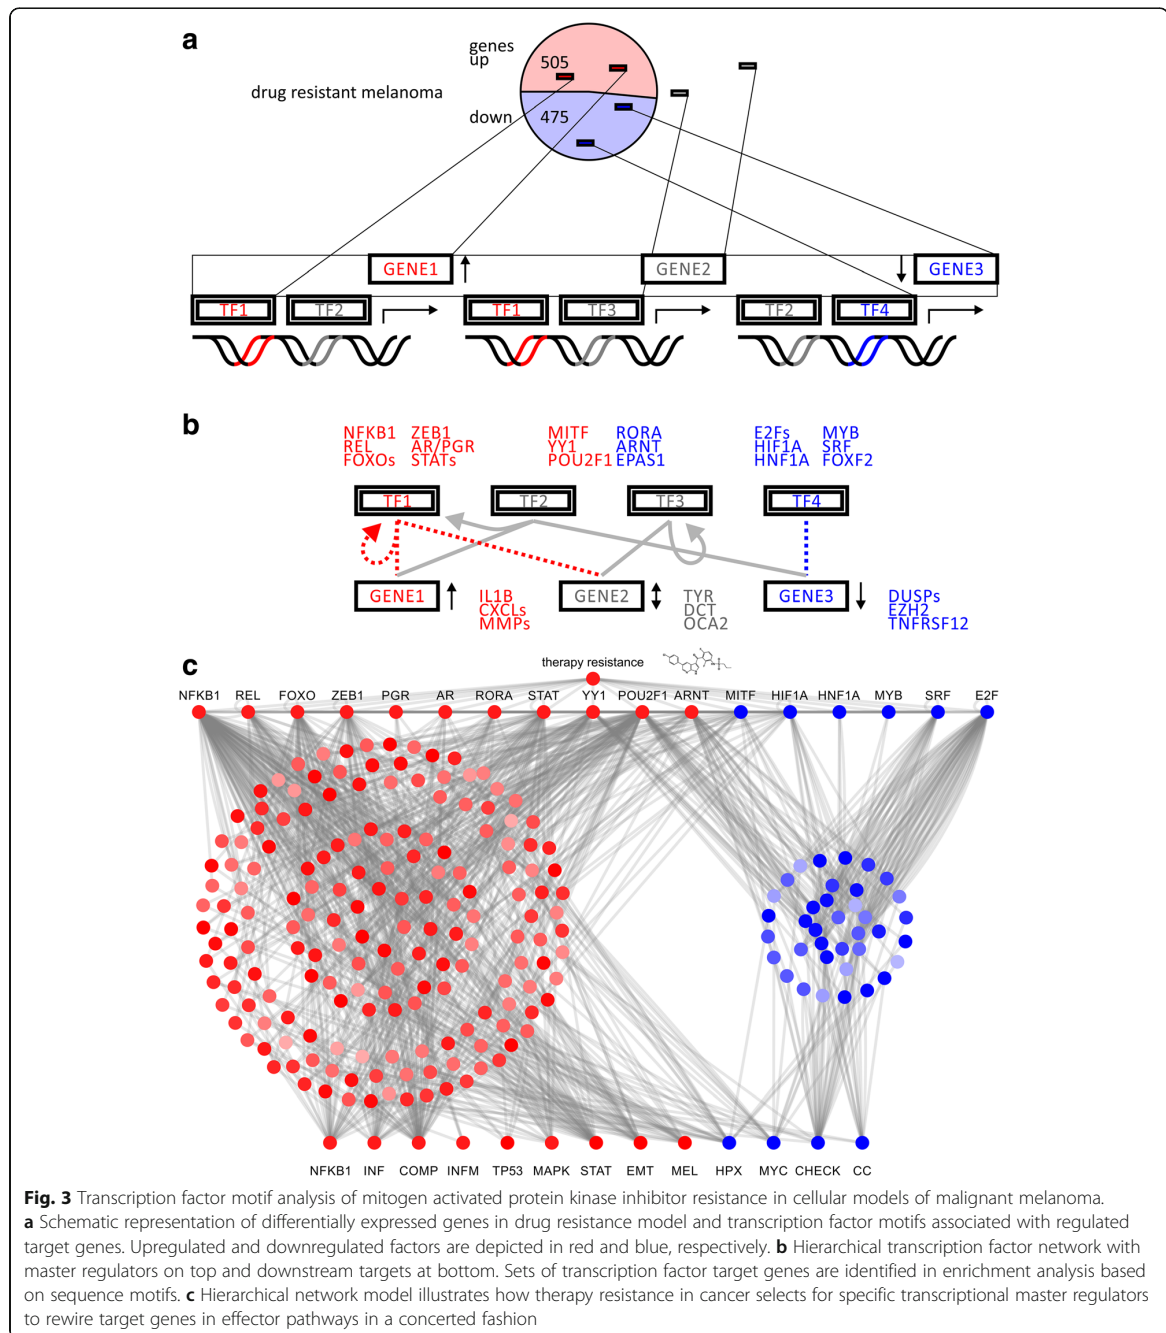 a
genes
up
505
drug resistant melanoma
down
475
GENE1
GENE2
GENE3
TF1
TF2
TF1
TF3
TF2
TF4
b
NFKB1 ZEB1 MITF RORA E2Fs MYB
REL AR/PGR YY1 ARNT HIF1A SRF
FOXOs STATs POU2F1 EPAS1 HNF1A FOXF2
TF1 TF2 TF3 TF4
GENE1 IL1B GENE2 TYR GENE3 DUSPs
CXCLs DCT EZH2
MMPs OCA2 TNFRSF12
c
therapy resistance
NFKB1 REL FOXO ZEB1 PGR AR RORA STAT YY1 POU2F1 ARNT MITF HIF1A HNF1A MYB SRF E2F
NFKB1 INF COMP INFM TP53 MAPK STAT EMT MEL HPX MYC CHECK CC
Fig. 3 Transcription factor motif analysis of mitogen activated protein kinase inhibitor resistance in cellular models of malignant melanoma.
a Schematic representation of differentially expressed genes in drug resistance model and transcription factor motifs associated with regulated
target genes. Upregulated and downregulated factors are depicted in red and blue, respectively. b Hierarchical transcription factor network with
master regulators on top and downstream targets at bottom. Sets of transcription factor target genes are identified in enrichment analysis based
on sequence motifs. c Hierarchical network model illustrates how therapy resistance in cancer selects for specific transcriptional master regulators
to rewire target genes in effector pathways in a concerted fashion